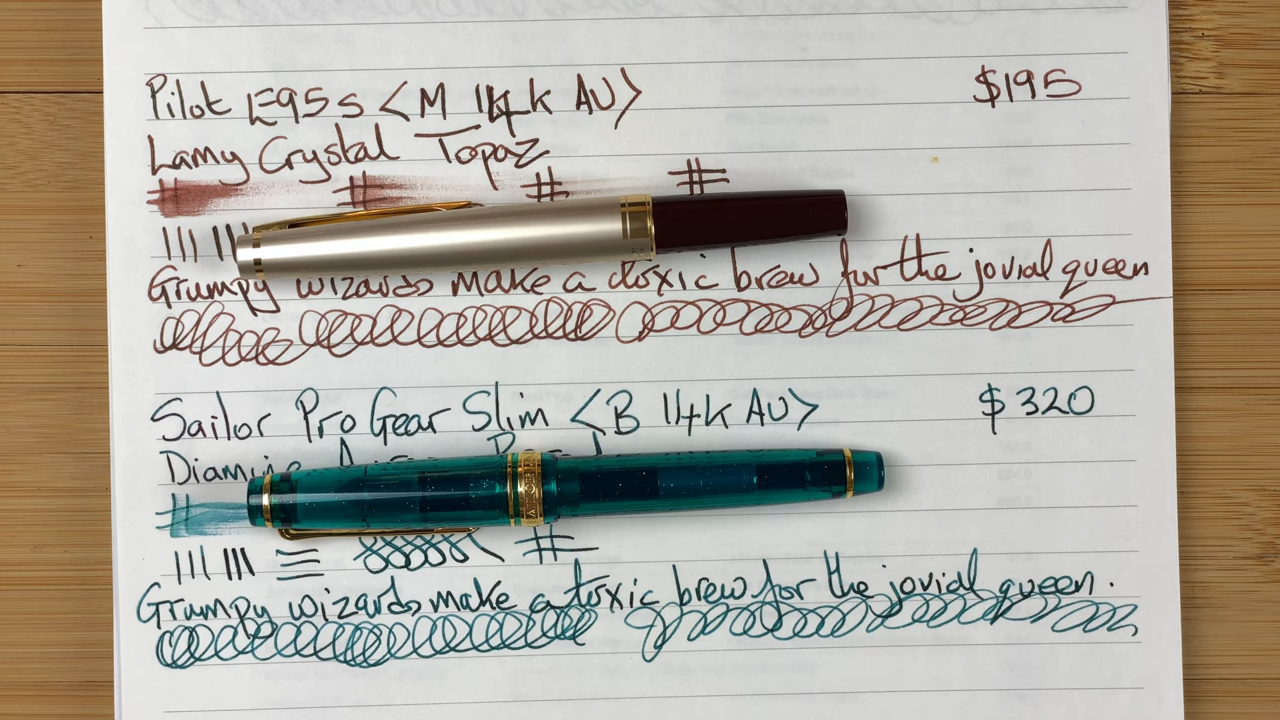 Pilot E95s <M 14k AU> $195
Lamy Crystal Topaz
Grumpy wizards make a toxic brew for the jovial queen
Sailor Pro Gear Slim <B 14k AU> $320
Grumpy wizards make a toxic brew for the jovial queen.